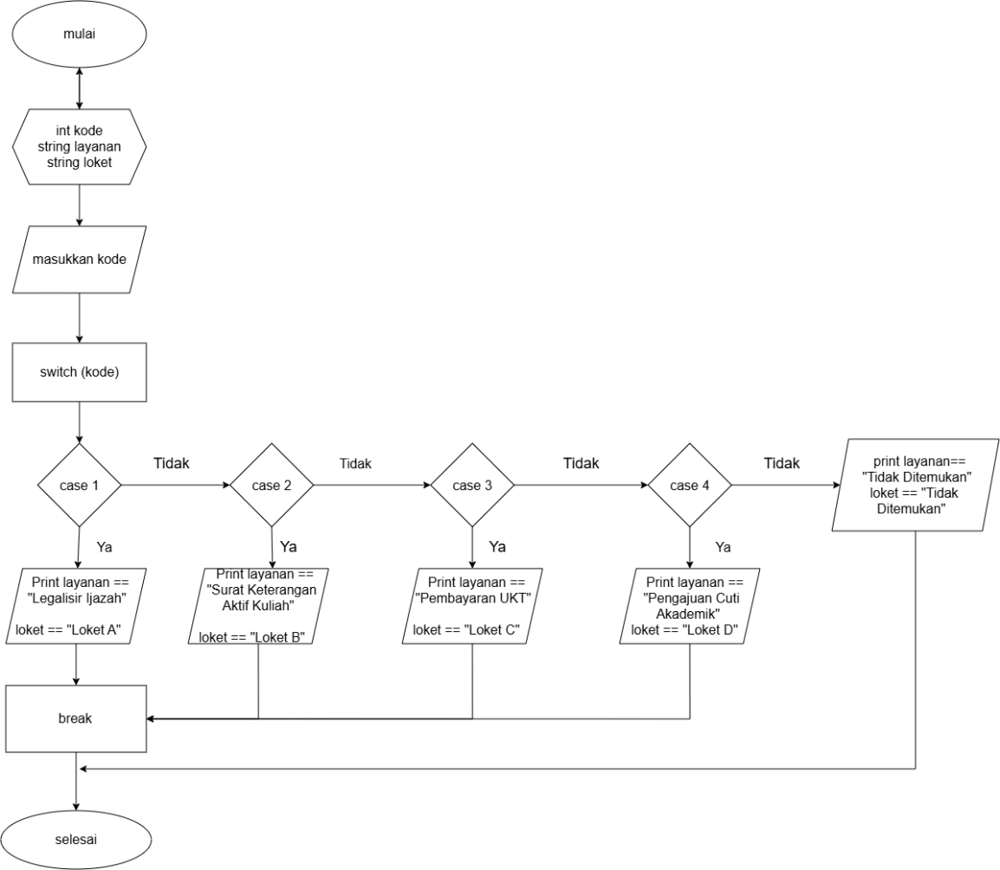 mulai
int kode
string layanan
string loket
masukkan kode
switch (kode)
case 1
Tidak
case 2
Tidak
case 3
Tidak
case 4
Tidak
print layanan==
"Tidak Ditemukan"
loket == "Tidak
Ditemukan"
Ya
Print layanan ==
"Legalisir Ijazah"
loket == "Loket A"
Ya
Print layanan ==
"Surat Keterangan
Aktif Kuliah"
loket == "Loket B"
Ya
Print layanan ==
"Pembayaran UKT"
loket == "Loket C"
Ya
Print layanan ==
"Pengajuan Cuti
Akademik"
loket == "Loket D"
break
selesai